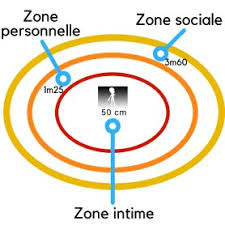 Zone sociale
Zone
personnelle
3m60
1m25
50 cm
Zone intime